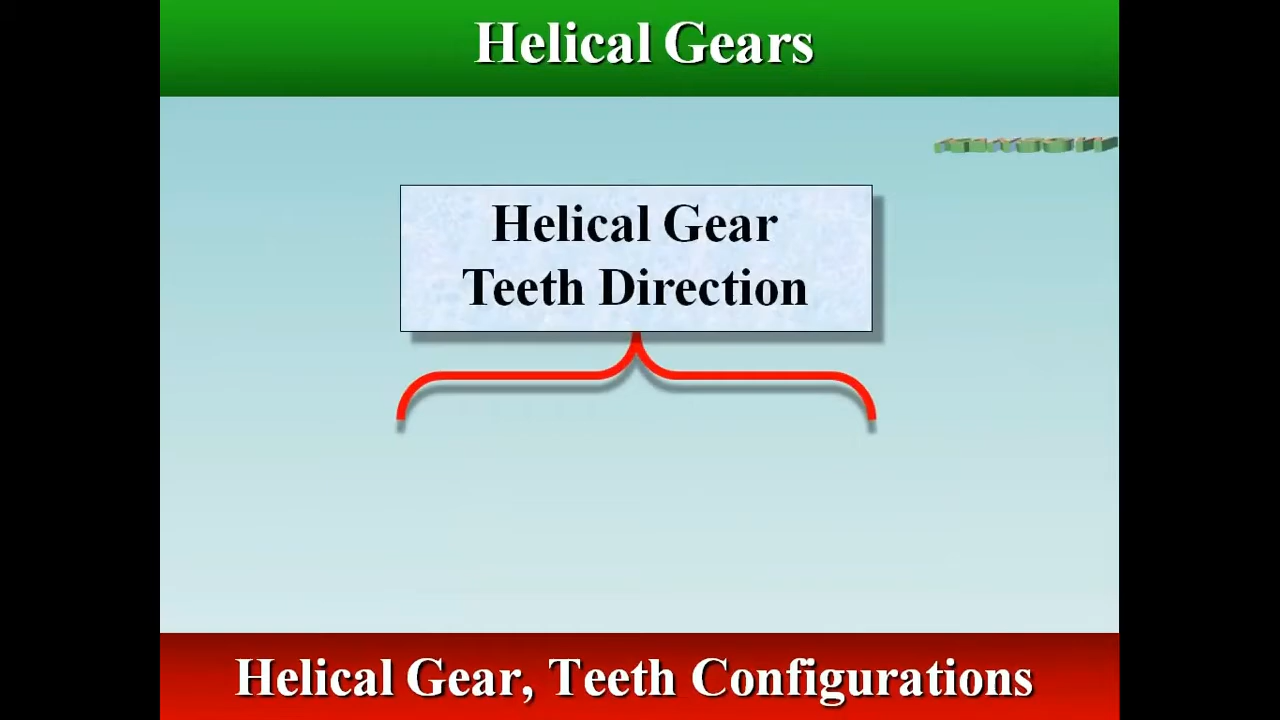 Helical Gears
Helical Gear
Teeth Direction
Helical Gear, Teeth Configurations